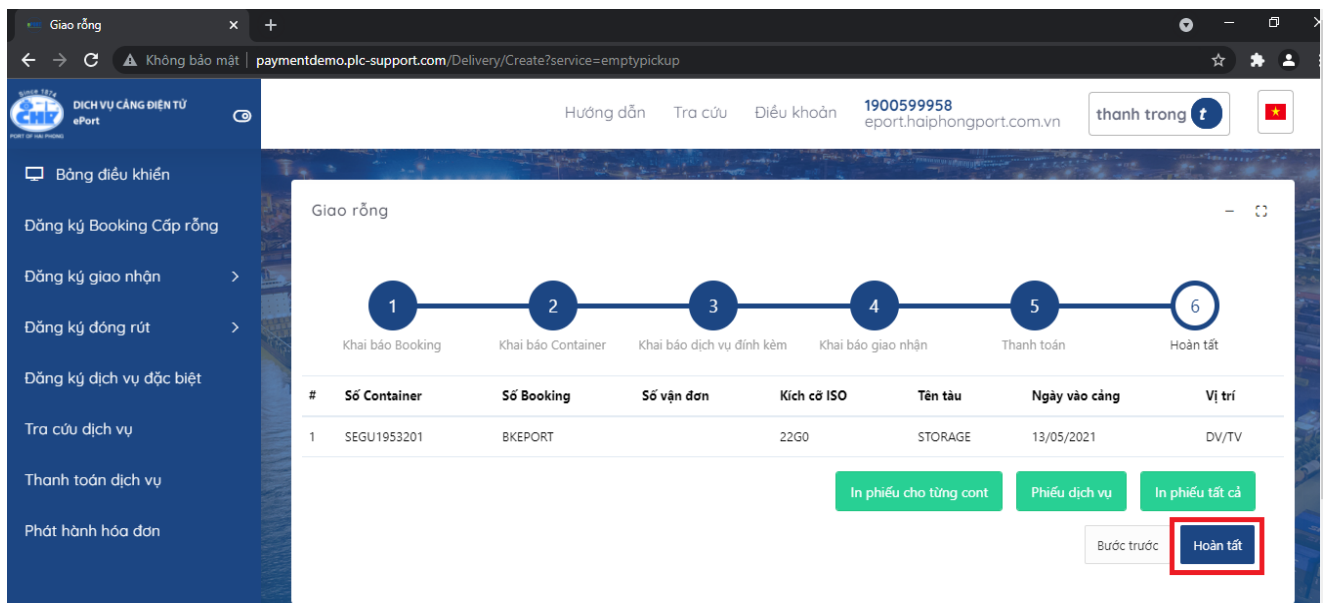 Giao rỗng
Không bảo mật | paymentdemo.plc-support.com/Delivery/Create?service=emptypickup
Since 1874
CHP
PORT OF HAI PHONG
DỊCH VỤ CẢNG ĐIỆN TỬ
ePort
Hướng dẫn
Tra cứu
Điều khoản
1900599958
eport.haiphongport.com.vn
thanh trong t
Bảng điều khiển
Đăng ký Booking Cấp rỗng
Đăng ký giao nhận
Đăng ký đóng rút
Đăng ký dịch vụ đặc biệt
Tra cứu dịch vụ
Thanh toán dịch vụ
Phát hành hóa đơn
Giao rỗng
1 2 3 4 5 6
Khai báo Booking Khai báo Container Khai báo dịch vụ đính kèm Khai báo giao nhận Thanh toán Hoàn tất
# Số Container Số Booking Số vận đơn Kích cỡ ISO Tên tàu Ngày vào cảng Vị trí
1 SEGU1953201 BKEPORT 22G0 STORAGE 13/05/2021 DV/TV
In phiếu cho từng cont Phiếu dịch vụ In phiếu tất cả
Bước trước Hoàn tất